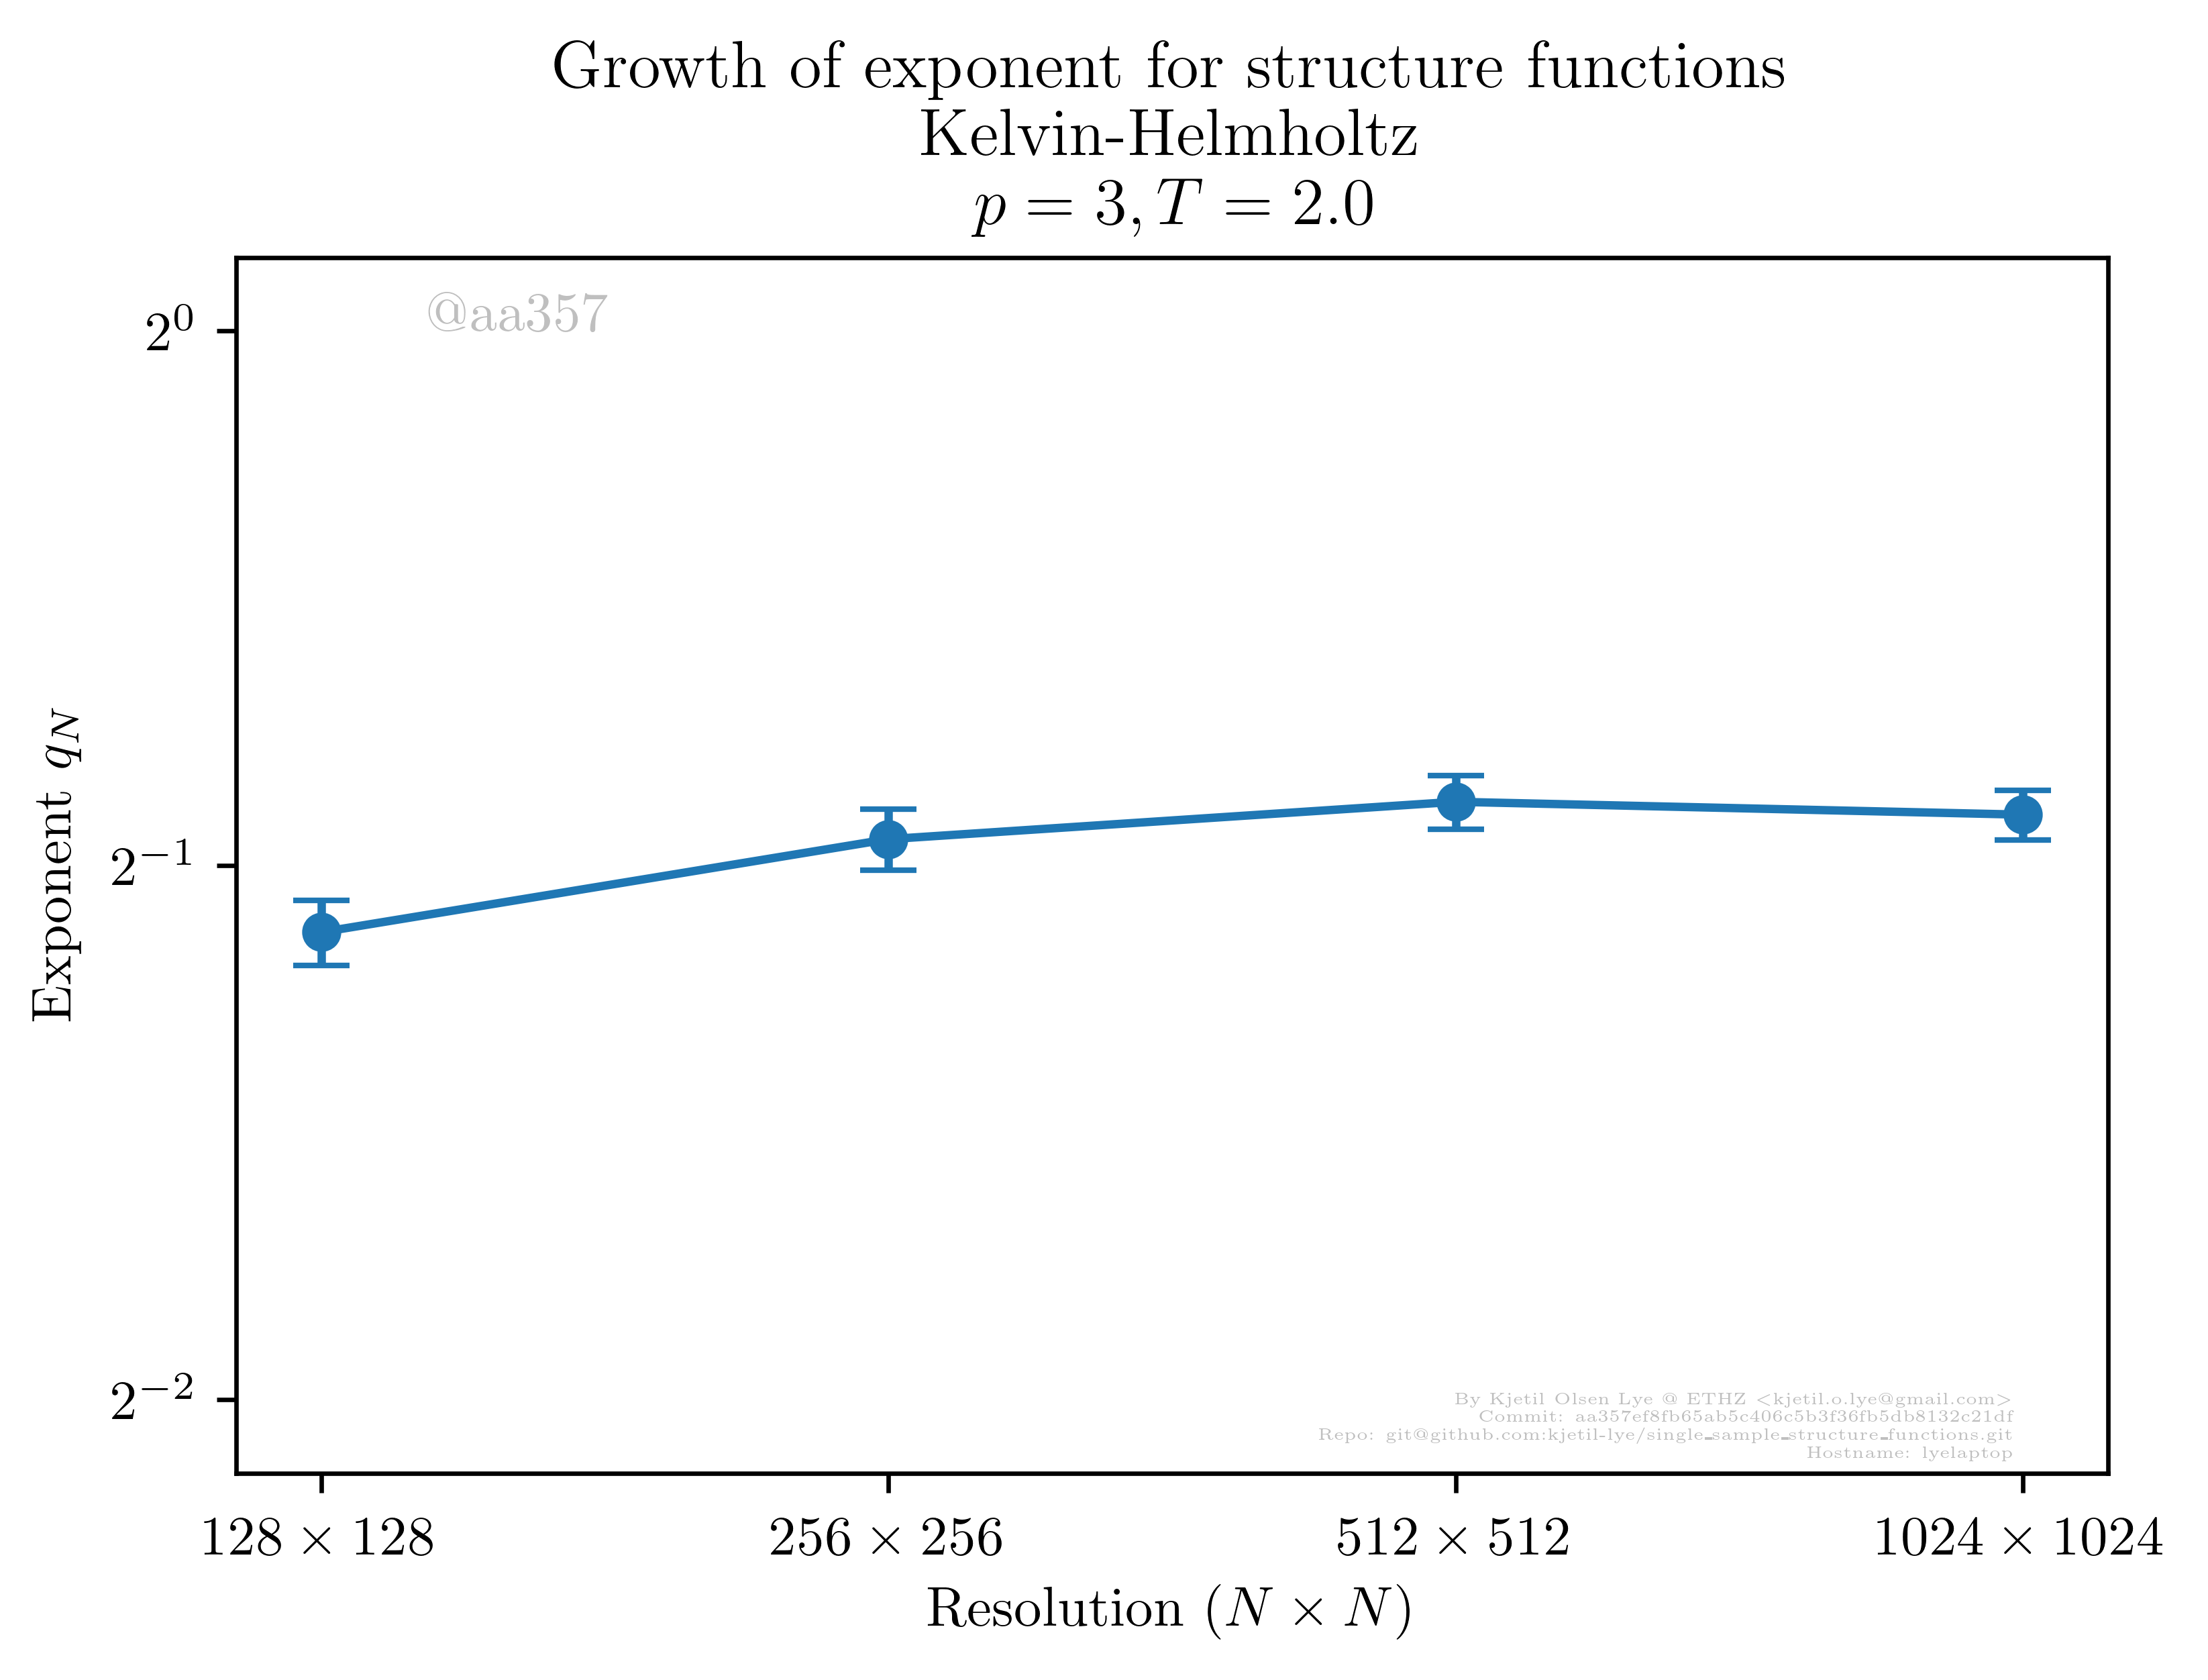 Growth of exponent for structure functions
Kelvin-Helmholtz
p = 3, T = 2.0
@aa357
2⁰
2⁻¹
2⁻²
Exponent q_N
By Kjetil Olsen Lye @ ETHZ <kjetil.o.lye@gmail.com>
Commit: aa357ef8fb65ab5c406c5b3f36fb5db8132c21df
Repo: git@github.com:kjetil-lye/single_sample_structure_functions.git
Hostname: lyelaptop
128 × 128
256 × 256
512 × 512
1024 × 1024
Resolution (N × N)